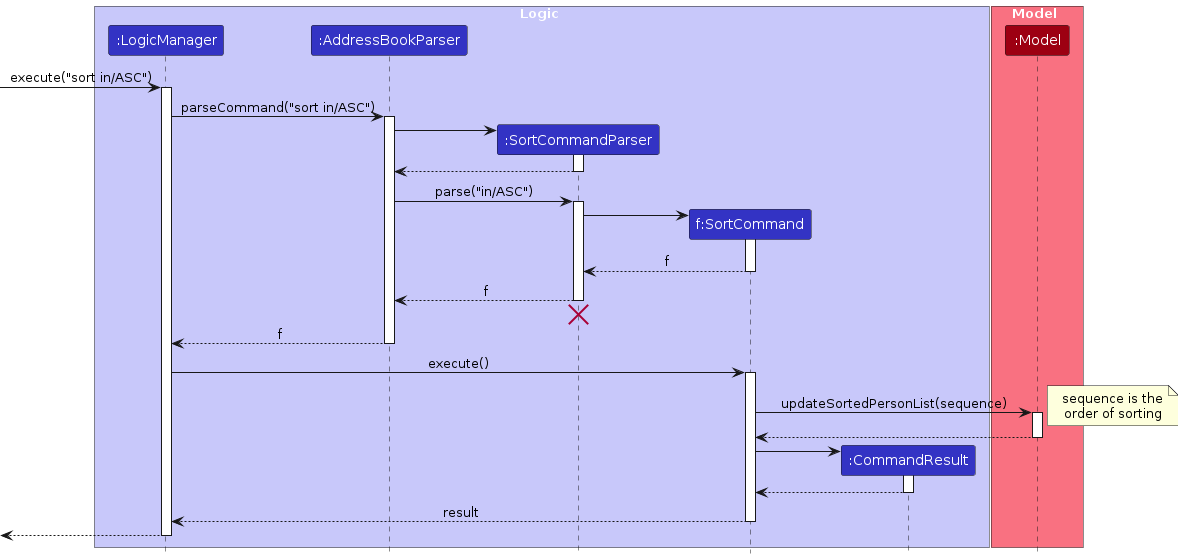 Logic
Model
:LogicManager
:AddressBookParser
:Model
execute("sort in/ASC")
parseCommand("sort in/ASC")
:SortCommandParser
parse("in/ASC")
f:SortCommand
f
f
f
execute()
sequence is the
order of sorting
updateSortedPersonList(sequence)
:CommandResult
result